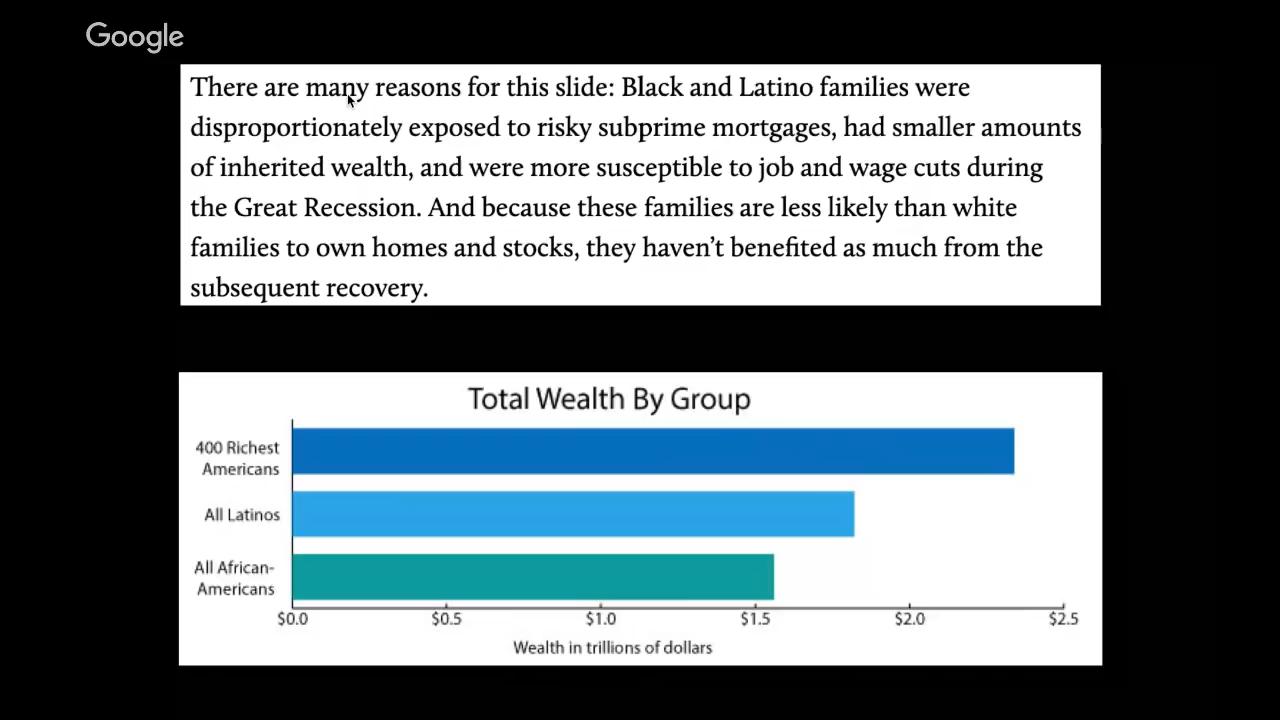 Google
There are many reasons for this slide: Black and Latino families were
disproportionately exposed to risky subprime mortgages, had smaller amounts
of inherited wealth, and were more susceptible to job and wage cuts during
the Great Recession. And because these families are less likely than white
families to own homes and stocks, they haven’t benefited as much from the
subsequent recovery.
Total Wealth By Group
400 Richest
Americans
All Latinos
All African-
Americans
$0.0 $0.5 $1.0 $1.5 $2.0 $2.5
Wealth in trillions of dollars